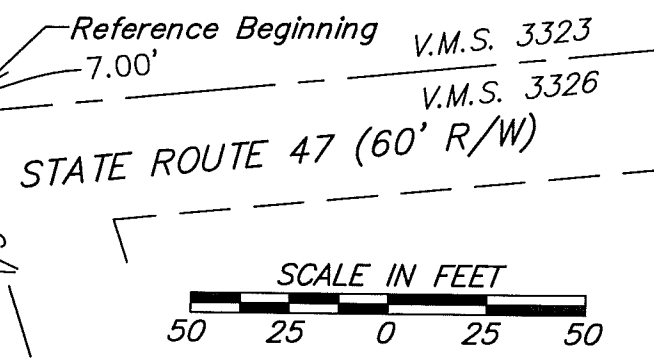 Reference Beginning
7.00'
V.M.S. 3323
V.M.S. 3326
STATE ROUTE 47 (60' R/W)
SCALE IN FEET
50 25 0 25 50